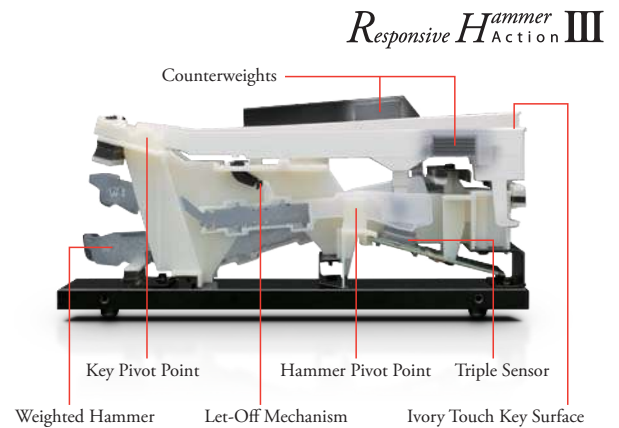 Responsive Hammer Action III
Counterweights
Key Pivot Point
Hammer Pivot Point
Triple Sensor
Weighted Hammer
Let-Off Mechanism
Ivory Touch Key Surface